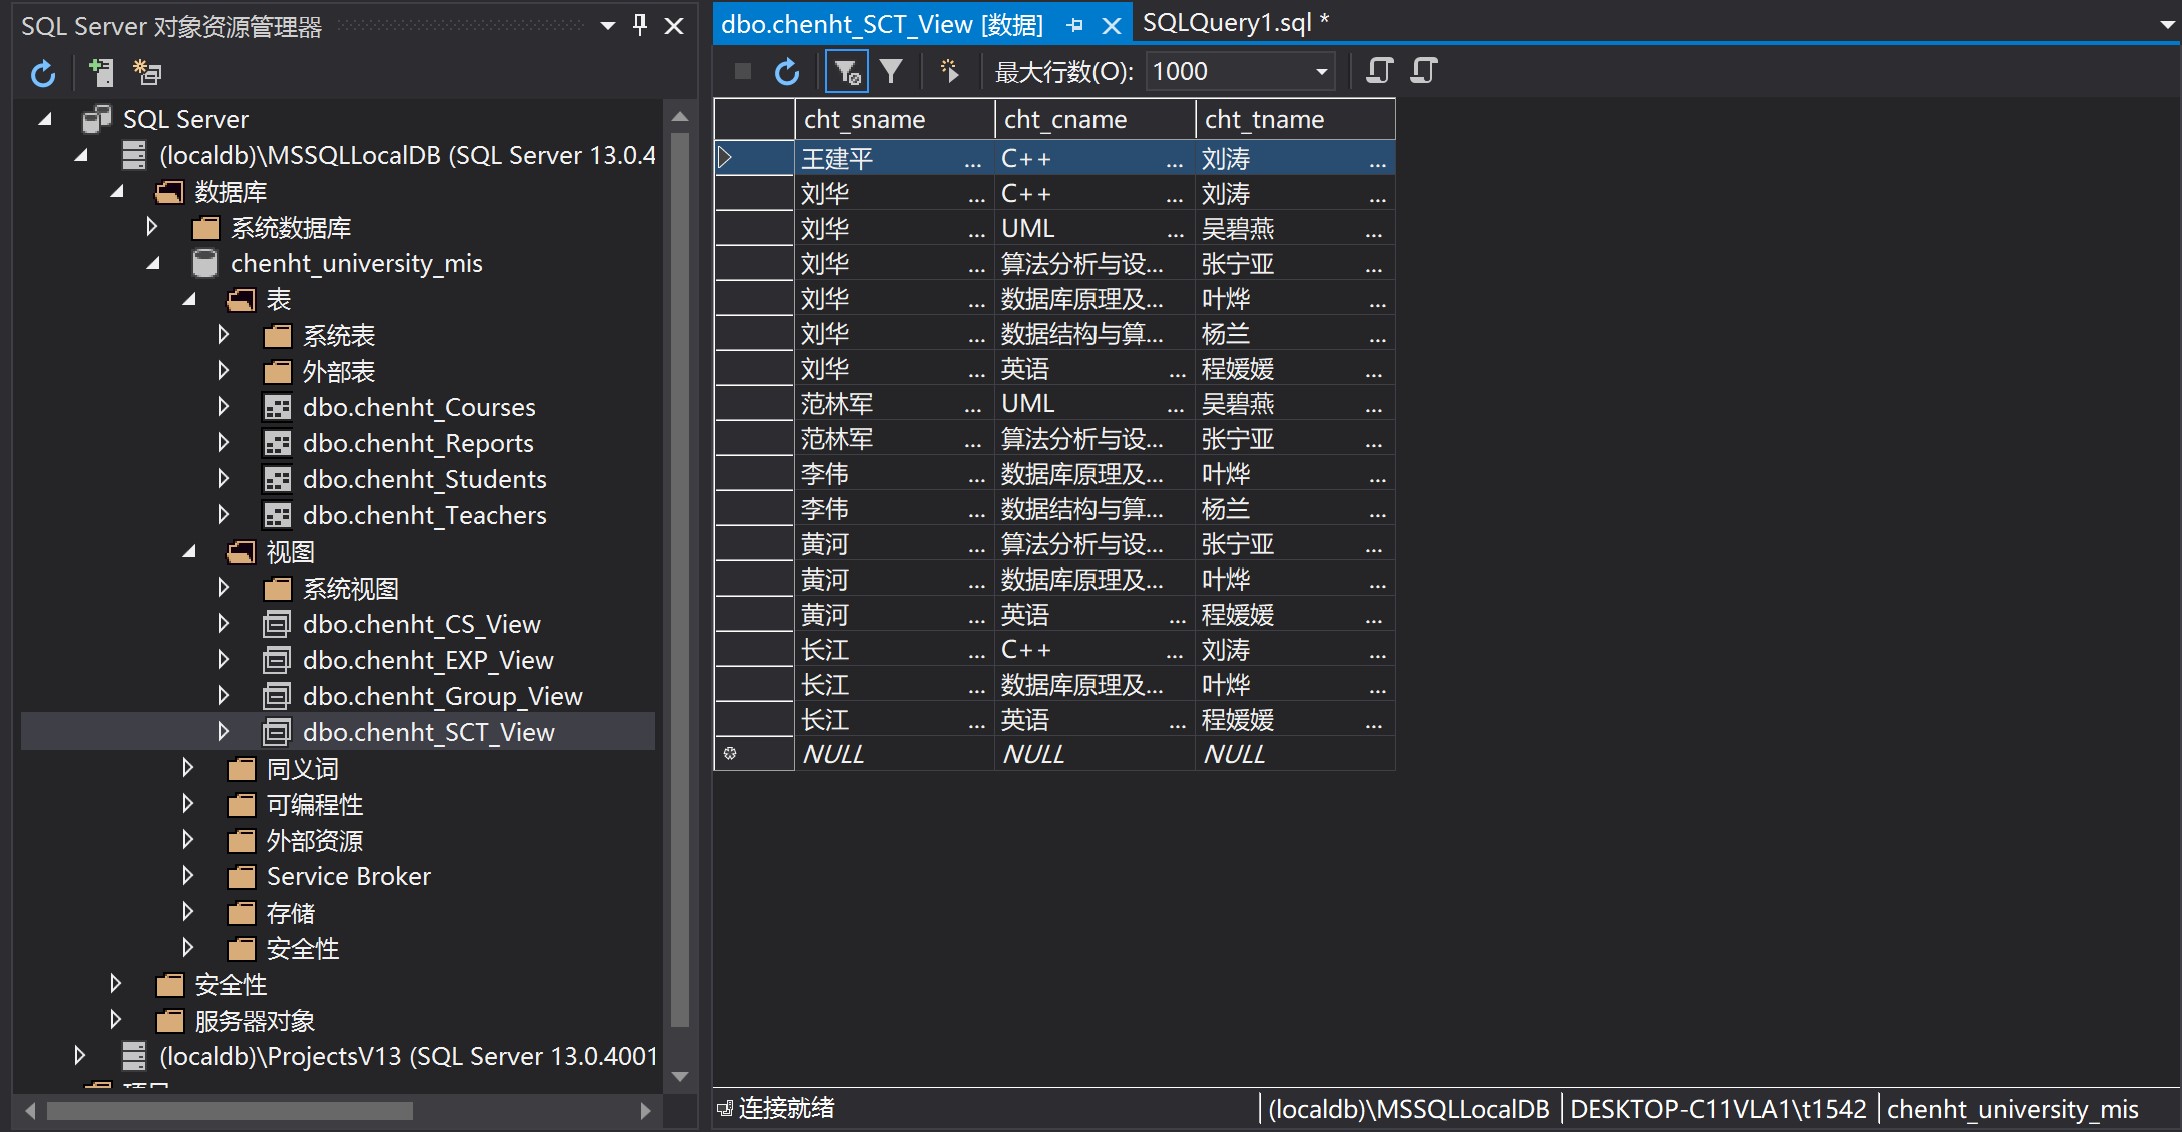 SQL Server 对象资源管理器
SQL Server
(localdb)\MSSQLLocalDB (SQL Server 13.0.4
数据库
系统数据库
chenht_university_mis
表
系统表
外部表
dbo.chenht_Courses
dbo.chenht_Reports
dbo.chenht_Students
dbo.chenht_Teachers
视图
系统视图
dbo.chenht_CS_View
dbo.chenht_EXP_View
dbo.chenht_Group_View
dbo.chenht_SCT_View
同义词
可编程性
外部资源
Service Broker
存储
安全性
安全性
服务器对象
(localdb)\ProjectsV13 (SQL Server 13.0.4001
dbo.chenht_SCT_View [数据] SQLQuery1.sql *
最大行数(O): 1000
cht_sname cht_cname cht_tname
王建平 ... C++ ... 刘涛 ...
刘华 ... C++ ... 刘涛 ...
刘华 ... UML ... 吴碧燕 ...
刘华 ... 算法分析与设... 张宁亚 ...
刘华 ... 数据库原理及... 叶烨 ...
刘华 ... 数据结构与算... 杨兰 ...
刘华 ... 英语 ... 程媛媛 ...
范林军 ... UML ... 吴碧燕 ...
范林军 ... 算法分析与设... 张宁亚 ...
李伟 ... 数据库原理及... 叶烨 ...
李伟 ... 数据结构与算... 杨兰 ...
黄河 ... 算法分析与设... 张宁亚 ...
黄河 ... 数据库原理及... 叶烨 ...
黄河 ... 英语 ... 程媛媛 ...
长江 ... C++ ... 刘涛 ...
长江 ... 数据库原理及... 叶烨 ...
长江 ... 英语 ... 程媛媛 ...
NULL NULL NULL
连接就绪 (localdb)\MSSQLLocalDB DESKTOP-C11VLA1\t1542 chenht_university_mis